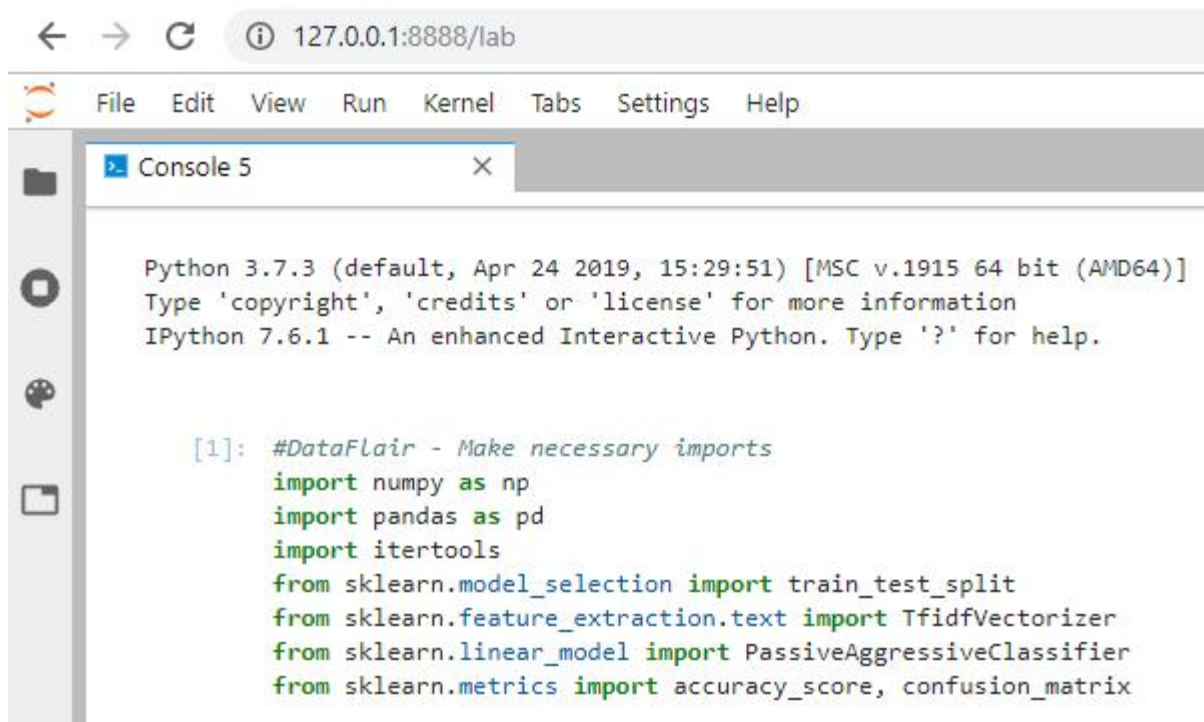 127.0.0.1:8888/lab
File Edit View Run Kernel Tabs Settings Help
Console 5
Python 3.7.3 (default, Apr 24 2019, 15:29:51) [MSC v.1915 64 bit (AMD64)]
Type 'copyright', 'credits' or 'license' for more information
IPython 7.6.1 -- An enhanced Interactive Python. Type '?' for help.
[1]: #DataFlair - Make necessary imports
import numpy as np
import pandas as pd
import itertools
from sklearn.model_selection import train_test_split
from sklearn.feature_extraction.text import TfidfVectorizer
from sklearn.linear_model import PassiveAggressiveClassifier
from sklearn.metrics import accuracy_score, confusion_matrix